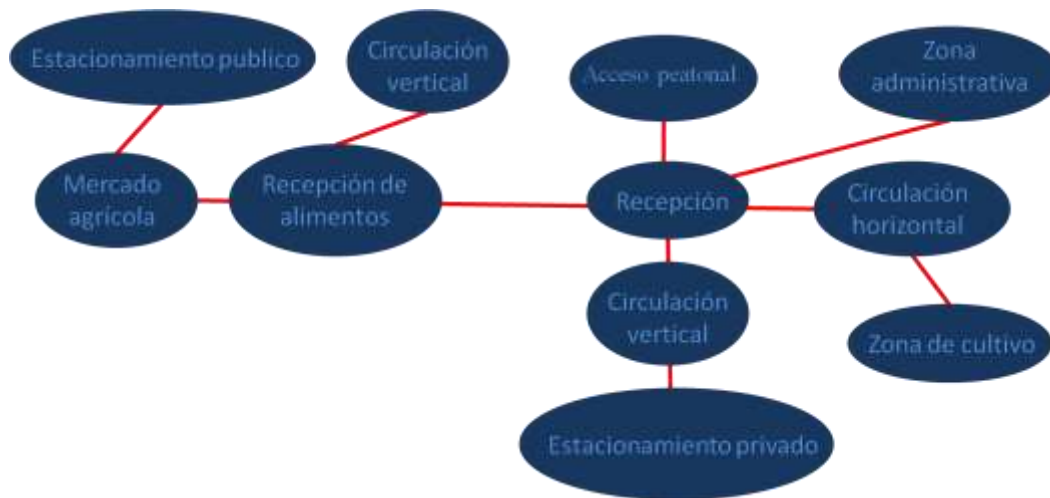 Estacionamiento publico
Circulación
vertical
Acceso peatonal
Zona
administrativa
Mercado
agrícola
Recepción de
alimentos
Recepción
Circulación
horizontal
Circulación
vertical
Zona de cultivo
Estacionamiento privado